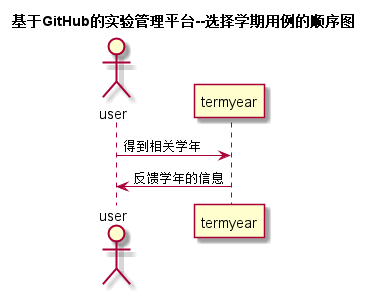 基于GitHub的实验管理平台--选择学期用例的顺序图
user
termyear
得到相关学年
反馈学年的信息
user
termyear